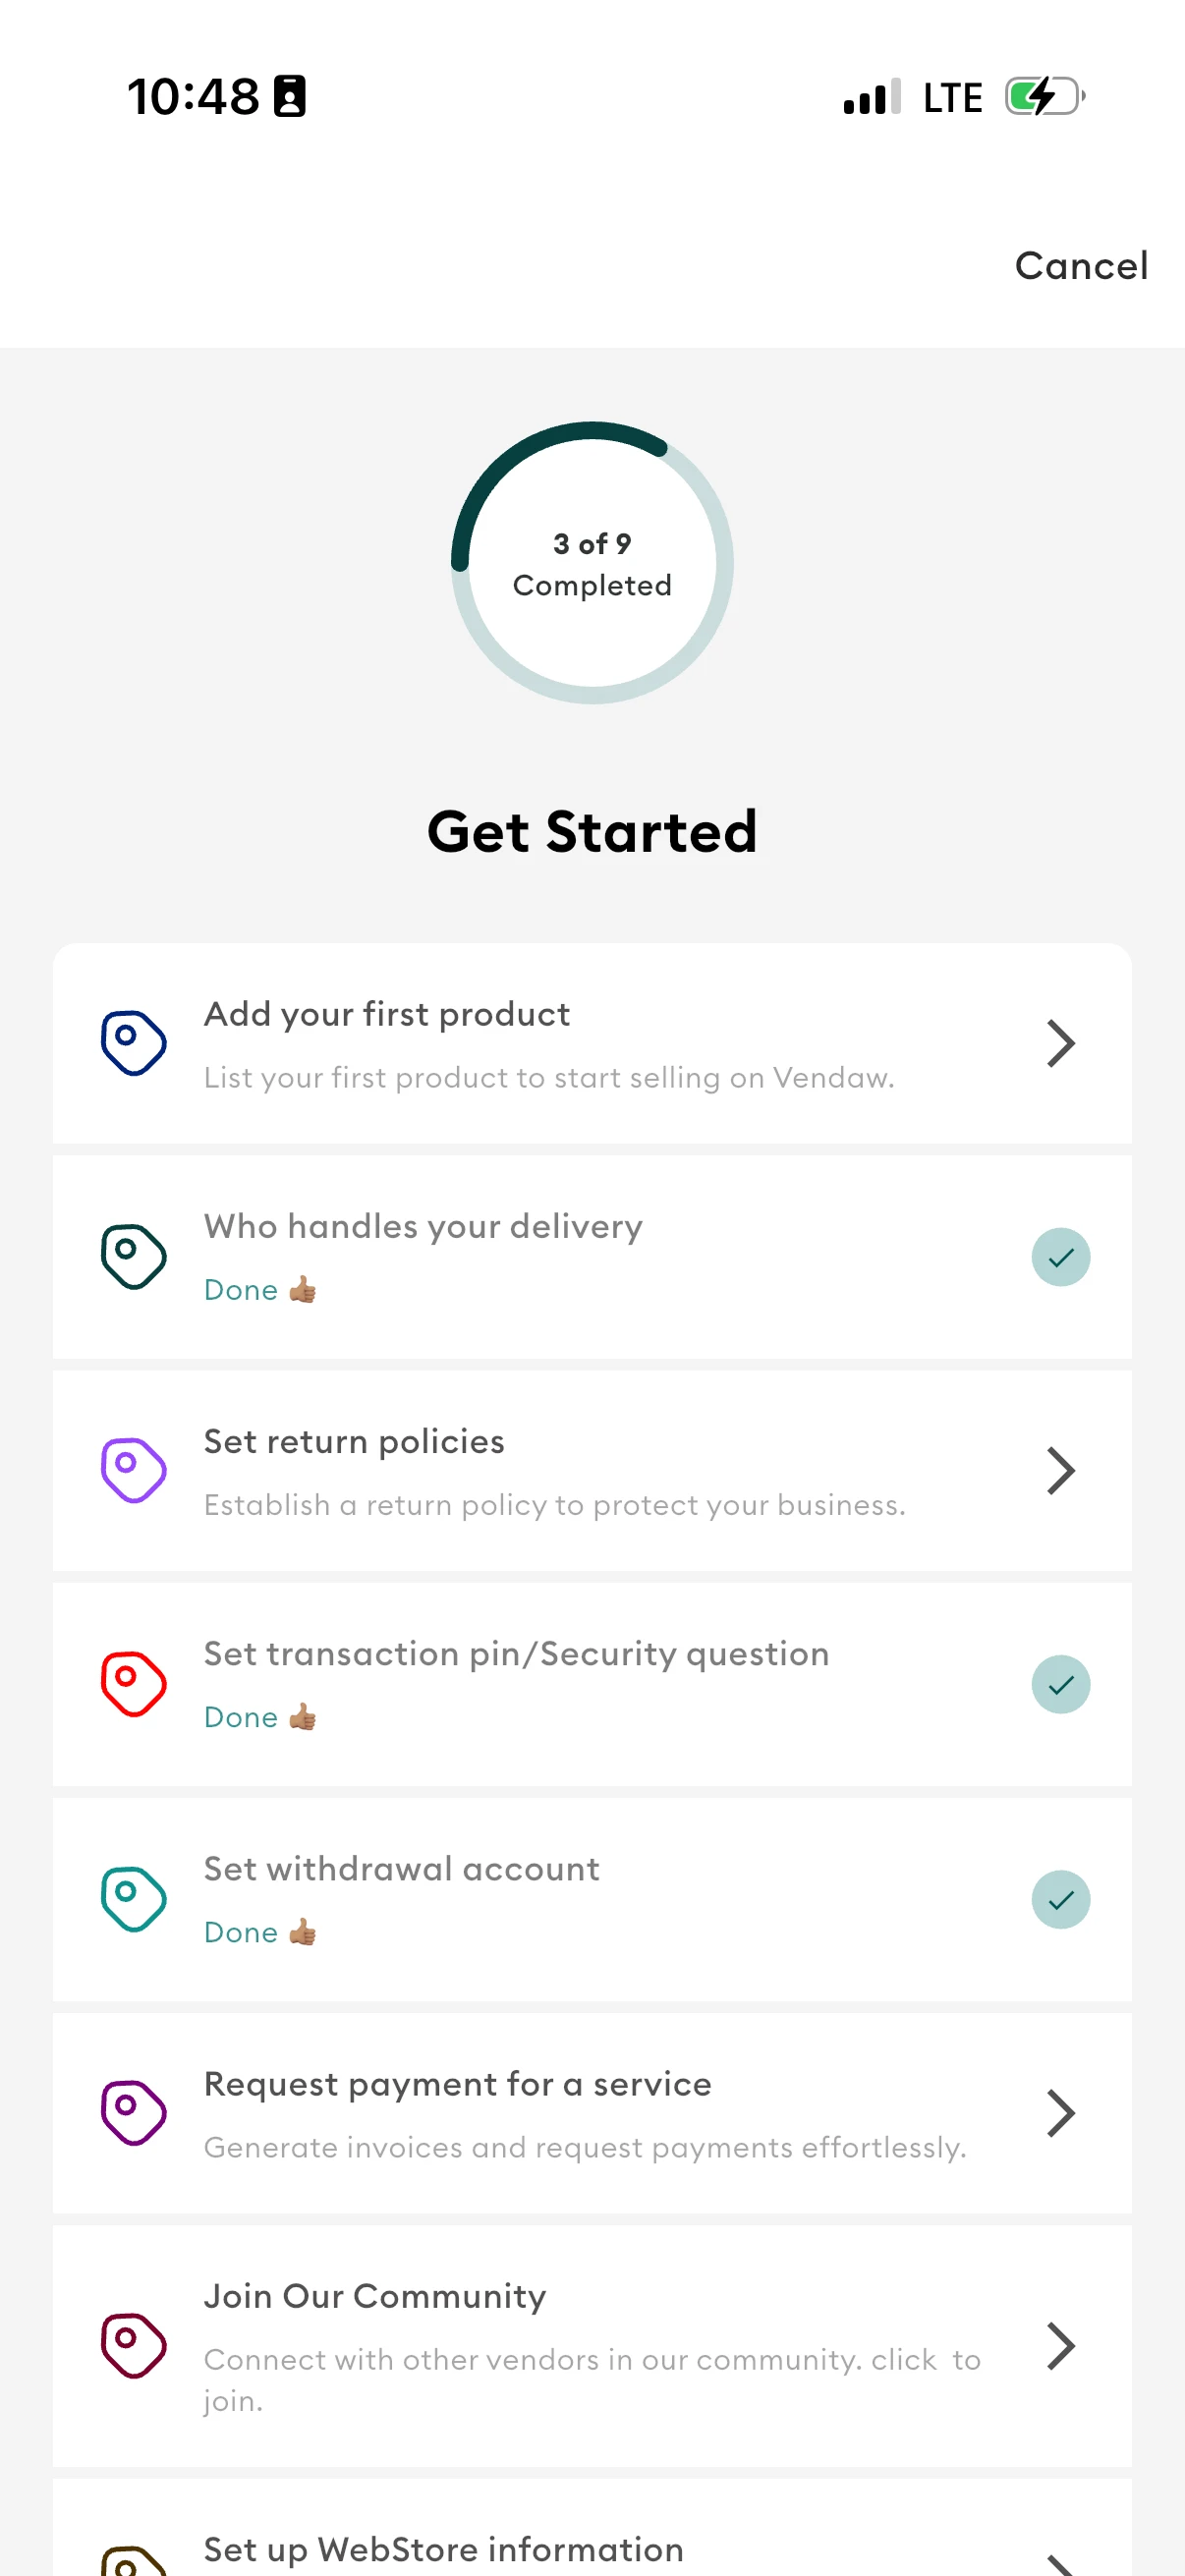 10:48
LTE
Cancel
3 of 9
Completed
Get Started
Add your first product
List your first product to start selling on Vendaw.
Who handles your delivery
Done 👍🏽
Set return policies
Establish a return policy to protect your business.
Set transaction pin/Security question
Done 👍🏽
Set withdrawal account
Done 👍🏽
Request payment for a service
Generate invoices and request payments effortlessly.
Join Our Community
Connect with other vendors in our community. click  to
join.
Set up WebStore information